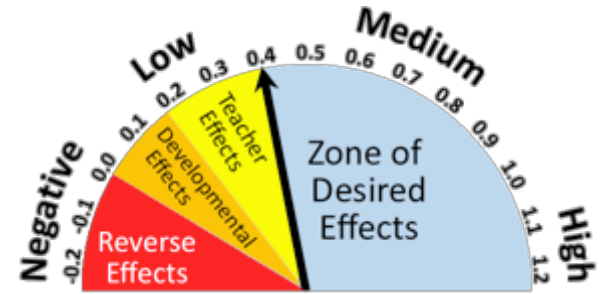 Negative
Low
Medium
High
-0.2
-0.1
0.0
0.1
0.2
0.3
0.4
0.5
0.6
0.7
0.8
0.9
1.0
1.1
1.2
Reverse
Effects
Developmental
Effects
Teacher
Effects
Zone of
Desired
Effects